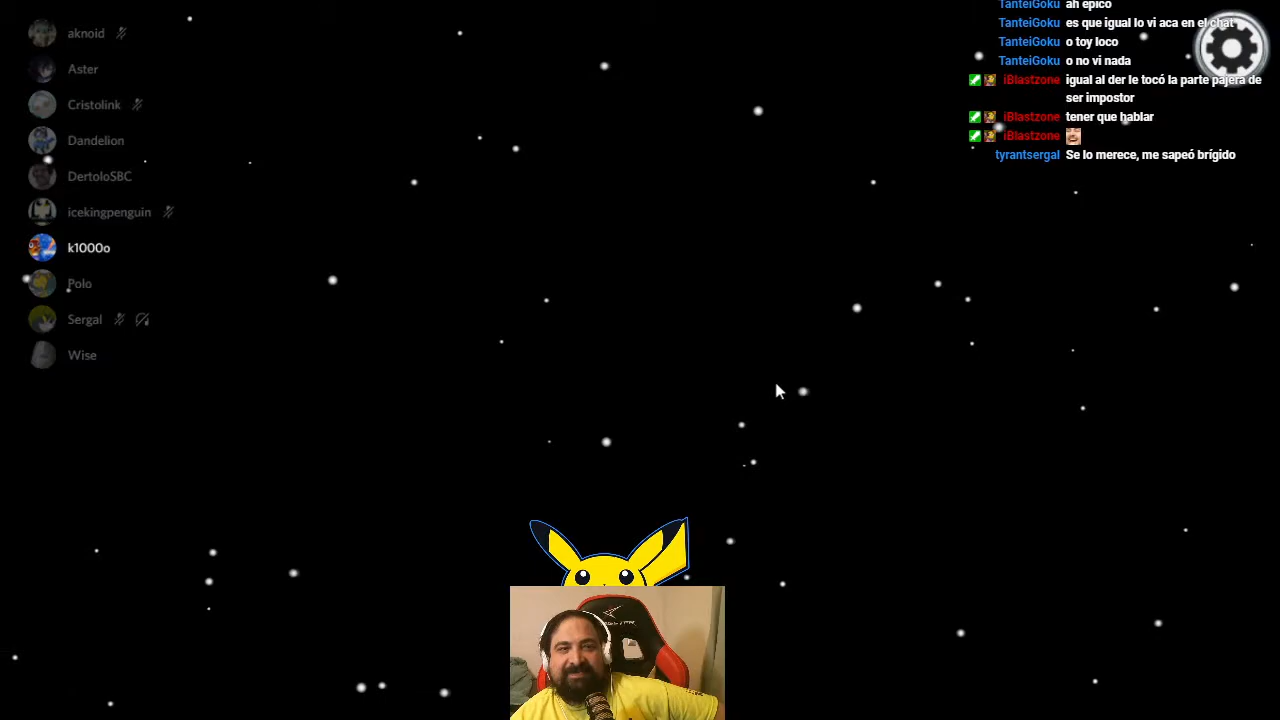 aknoid
Aster
Cristolink
Dandelion
DertoloSBC
icekingpenguin
k1000o
Polo
Sergal
Wise
TanteiGoku ah epico
TanteiGoku es que igual lo vi aca en el chat
TanteiGoku o toy loco
TanteiGoku o no vi nada
iBlastzone igual al der le tocó la parte pajera de
ser impostor
iBlastzone tener que hablar
iBlastzone
tyrantsergal Se lo merece, me sapeó brígido